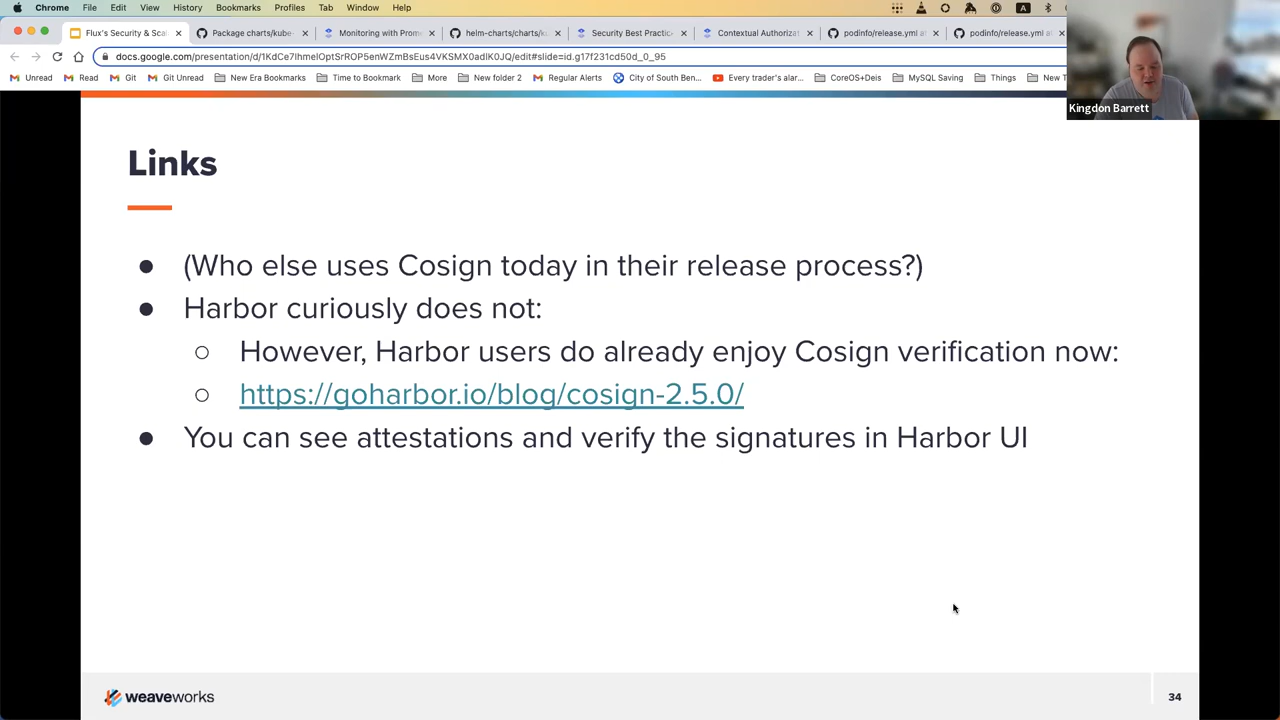 Chrome File Edit View History Bookmarks Profiles Tab Window Help
Flux's Security & Sca
Package charts/kube-
Monitoring with Prome
helm-charts/charts/k
Security Best Practic
Contextual Authorizat
podinfo/release.yml at
podinfo/release.yml at
docs.google.com/presentation/d/1KdCe7IhmelOptSrROP5enWZmBsEus4VKSMX0adIK0JQ/edit#slide=id.g17f231cd50d_0_95
Unread Read Git Git Unread New Era Bookmarks Time to Bookmark More New folder 2 Regular Alerts City of South Ben... Every trader's alar... CoreOS+Deis MySQL Saving Things New T
Kingdon Barrett
Links
● (Who else uses Cosign today in their release process?)
● Harbor curiously does not:
○ However, Harbor users do already enjoy Cosign verification now:
○ https://goharbor.io/blog/cosign-2.5.0/
● You can see attestations and verify the signatures in Harbor UI
weaveworks
34